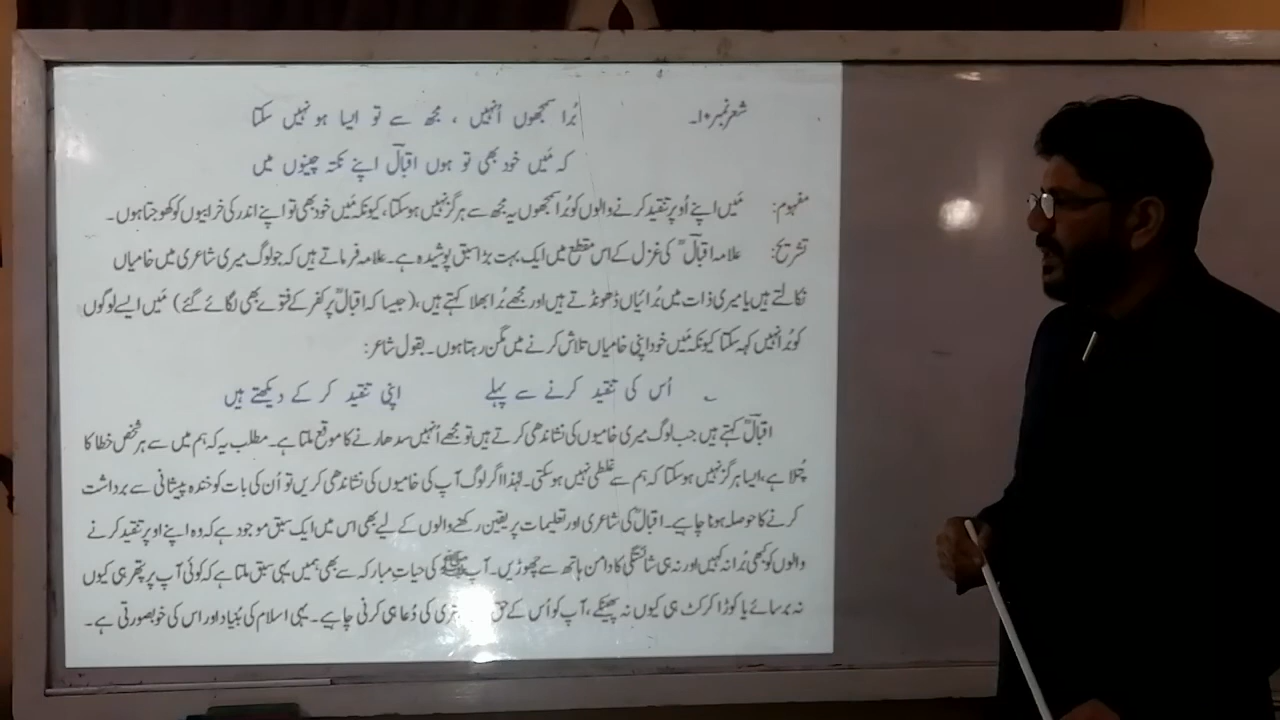 شعر نمبر ۱۰۔ بُرا سمجھوں اُنہیں ، مجھ سے تو ایسا ہو نہیں سکتا
کہ مَیں خود بھی تو ہوں اقبالؔ اپنے نکتہ چینوں میں
مفہوم: مَیں اپنے اُوپر تنقید کرنے والوں کو بُرا سمجھوں یہ مجھ سے ہرگز نہیں ہو سکتا، کیونکہ مَیں خود بھی تو اپنے اندر کی خرابیوں کو کھوجتا ہوں۔
تشریح: علامہ اقبالؒ کی غزل کے اس مقطع میں ایک بہت بڑا سبق پوشیدہ ہے۔ علامہ فرماتے ہیں کہ جو لوگ میری شاعری میں خامیاں
نکالتے ہیں یا میری ذات میں بُرائیاں ڈھونڈتے ہیں اور مجھے بُرا بھلا کہتے ہیں، (جیسا کہ اقبالؒ پر کفر کے فتوے بھی لگائے گئے) مَیں ایسے لوگوں
کو بُرا نہیں کہہ سکتا کیونکہ مَیں خود اپنی خامیاں تلاش کرنے میں مگن رہتا ہوں۔ بقول شاعر:
؎ اُس کی تنقید کرنے سے پہلے اپنی تنقید کر کے دیکھتے ہیں
اقبالؒ کہتے ہیں جب لوگ میری خامیوں کی نشاندھی کرتے ہیں تو مجھے اُنہیں سدھارنے کا موقع ملتا ہے۔ مطلب یہ کہ ہم میں سے ہر شخص خطا کا
پُتلا ہے، ایسا ہرگز نہیں ہو سکتا کہ ہم سے غلطی نہیں ہو سکتی۔ لہٰذا اگر لوگ آپ کی خامیوں کی نشاندھی کریں تو اُن کی بات کو خندہ پیشانی سے برداشت
کرنے کا حوصلہ ہونا چاہیے۔ اقبالؒ کی شاعری اور تعلیمات پر یقین رکھنے والوں کے لیے بھی اس میں ایک سبق موجود ہے کہ وہ اپنے اوپر تنقید کرنے
والوں کو کبھی بُرا نہ کہیں اور نہ ہی شائستگی کا دامن ہاتھ سے چھوڑیں۔ آپ ﷺ کی حیاتِ مبارکہ سے بھی ہمیں یہی سبق ملتا ہے کہ کوئی آپ پر پتھر ہی کیوں
نہ برسائے یا کوڑا کرکٹ ہی کیوں نہ پھینکے، آپ کو اُس کے حق کی دُعا ہی کرنی چاہیے۔ یہی اسلام کی بُنیاد اور اس کی خوبصورتی ہے۔